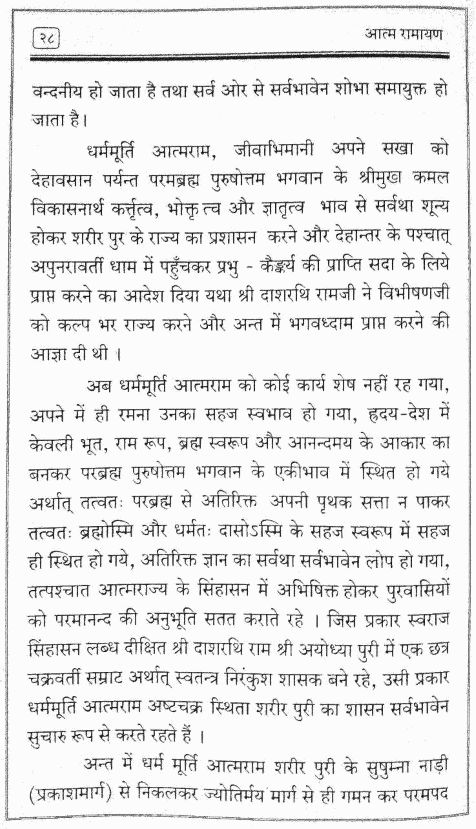 २८
आत्म रामायण
वन्दनीय हो जाता है तथा सर्व ओर से सर्वभावेन शोभा समायुक्त हो
जाता है।
धर्ममूर्ति आत्मराम, जीवाभिमानी अपने सखा को
देहावसान पर्यन्त परमब्रह्म पुरुषोत्तम भगवान के श्रीमुख कमल
विकासनार्थ कर्त्तृत्व, भोक्तृत्त्व और ज्ञातृत्व भाव से सर्वथा शून्य
होकर शरीर पुर के राज्य का प्रशासन करने और देहान्तर के पश्चात्
अपुनरावर्ती धाम में पहुँचकर प्रभु - कैङ्कर्य की प्राप्ति सदा के लिये
प्राप्त करने का आदेश दिया यथा श्री दाशरथि रामजी ने विभीषणजी
को कल्प भर राज्य करने और अन्त में भगवध्दाम प्राप्त करने की
आज्ञा दी थी ।
अब धर्ममूर्ति आत्मराम को कोई कार्य शेष नहीं रह गया,
अपने में ही रमना उनका सहज स्वभाव हो गया, ह्रदय-देश में
केवली भूत, राम रूप, ब्रह्म स्वरूप और आनन्दमय के आकार का
बनकर परब्रह्म पुरुषोत्तम भगवान के एकीभाव में स्थित हो गये
अर्थात् तत्वतः परब्रह्म से अतिरिक्त अपनी पृथक सत्ता न पाकर
तत्वतः ब्रह्मोस्मि और धर्मतः दासोऽस्मि के सहज स्वरूप में सहज
ही स्थित हो गये, अतिरिक्त ज्ञान का सर्वथा सर्वभावेन लोप हो गया,
तत्पश्चात आत्मराज्य के सिंहासन में अभिषिक्त होकर पुरवासियों
को परमानन्द की अनुभूति सतत कराते रहे । जिस प्रकार स्वराज
सिंहासन लब्ध दीक्षित श्री दाशरथि राम श्री अयोध्या पुरी में एक छत्र
चक्रवर्ती सम्राट अर्थात् स्वतन्त्र निरंकुश शासक बने रहे, उसी प्रकार
धर्ममूर्ति आत्मराम अष्टचक्र स्थिता शरीर पुरी का शासन सर्वभावेन
सुचारु रूप से करते रहते हैं ।
अन्त में धर्म मूर्ति आत्मराम शरीर पुरी के सुषुम्ना नाड़ी
(प्रकाशमार्ग) से निकलकर ज्योतिर्मय मार्ग से ही गमन कर परमपद